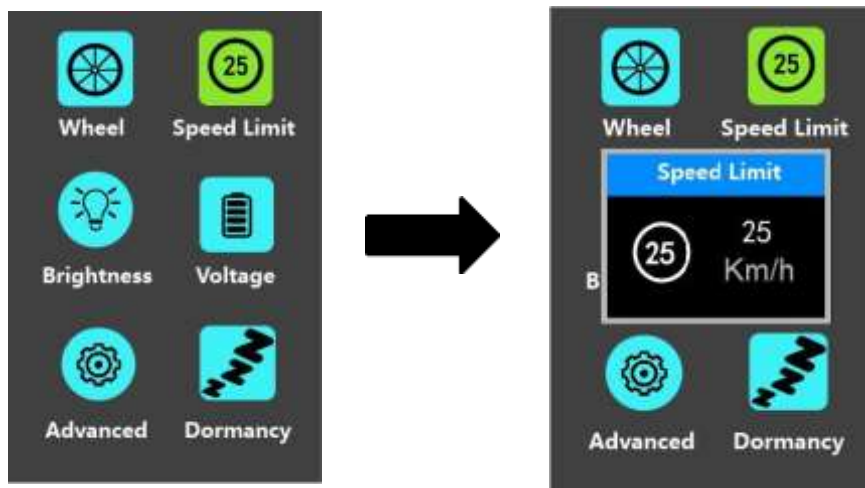 25
Wheel Speed Limit
Brightness Voltage
Advanced Dormancy
25
Wheel Speed Limit
Speed Limit
25 25
Km/h
B
Advanced Dormancy